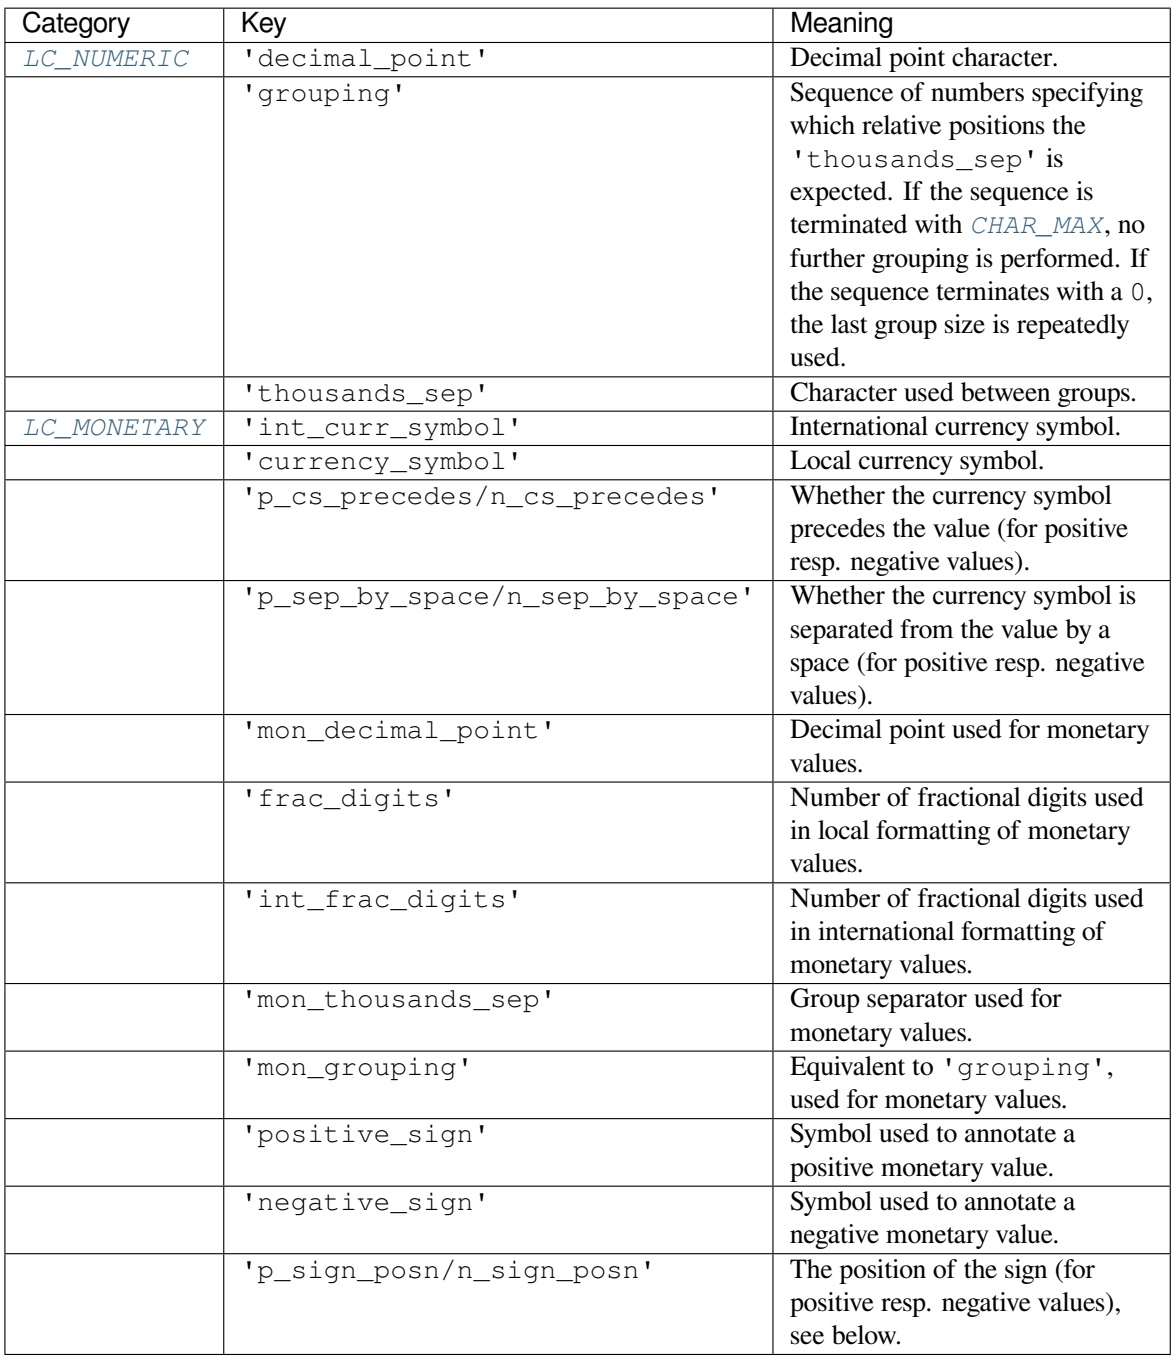 Category Key Meaning
LC_NUMERIC 'decimal_point' Decimal point character.
'grouping' Sequence of numbers specifying
which relative positions the
'thousands_sep' is
expected. If the sequence is
terminated with CHAR_MAX, no
further grouping is performed. If
the sequence terminates with a 0,
the last group size is repeatedly
used.
'thousands_sep' Character used between groups.
LC_MONETARY 'int_curr_symbol' International currency symbol.
'currency_symbol' Local currency symbol.
'p_cs_precedes/n_cs_precedes' Whether the currency symbol
precedes the value (for positive
resp. negative values).
'p_sep_by_space/n_sep_by_space' Whether the currency symbol is
separated from the value by a
space (for positive resp. negative
values).
'mon_decimal_point' Decimal point used for monetary
values.
'frac_digits' Number of fractional digits used
in local formatting of monetary
values.
'int_frac_digits' Number of fractional digits used
in international formatting of
monetary values.
'mon_thousands_sep' Group separator used for
monetary values.
'mon_grouping' Equivalent to 'grouping',
used for monetary values.
'positive_sign' Symbol used to annotate a
positive monetary value.
'negative_sign' Symbol used to annotate a
negative monetary value.
'p_sign_posn/n_sign_posn' The position of the sign (for
positive resp. negative values),
see below.